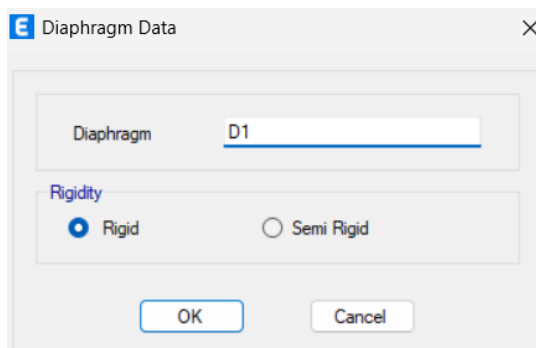 E Diaphragm Data
Diaphragm D1
Rigidity
Rigid Semi Rigid
OK Cancel